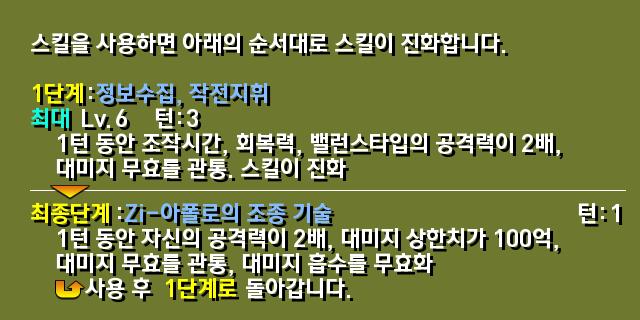 스킬을 사용하면 아래의 순서대로 스킬이 진화합니다.
1단계:정보수집, 작전지휘
최대 Lv.6 턴:3
1턴 동안 조작시간, 회복력, 밸런스타입의 공격력이 2배,
대미지 무효를 관통. 스킬이 진화
최종단계:Zi-아폴로의 조종 기술 턴:1
1턴 동안 자신의 공격력이 2배, 대미지 상한치가 100억,
대미지 무효를 관통, 대미지 흡수를 무효화
사용 후 1단계로 돌아갑니다.